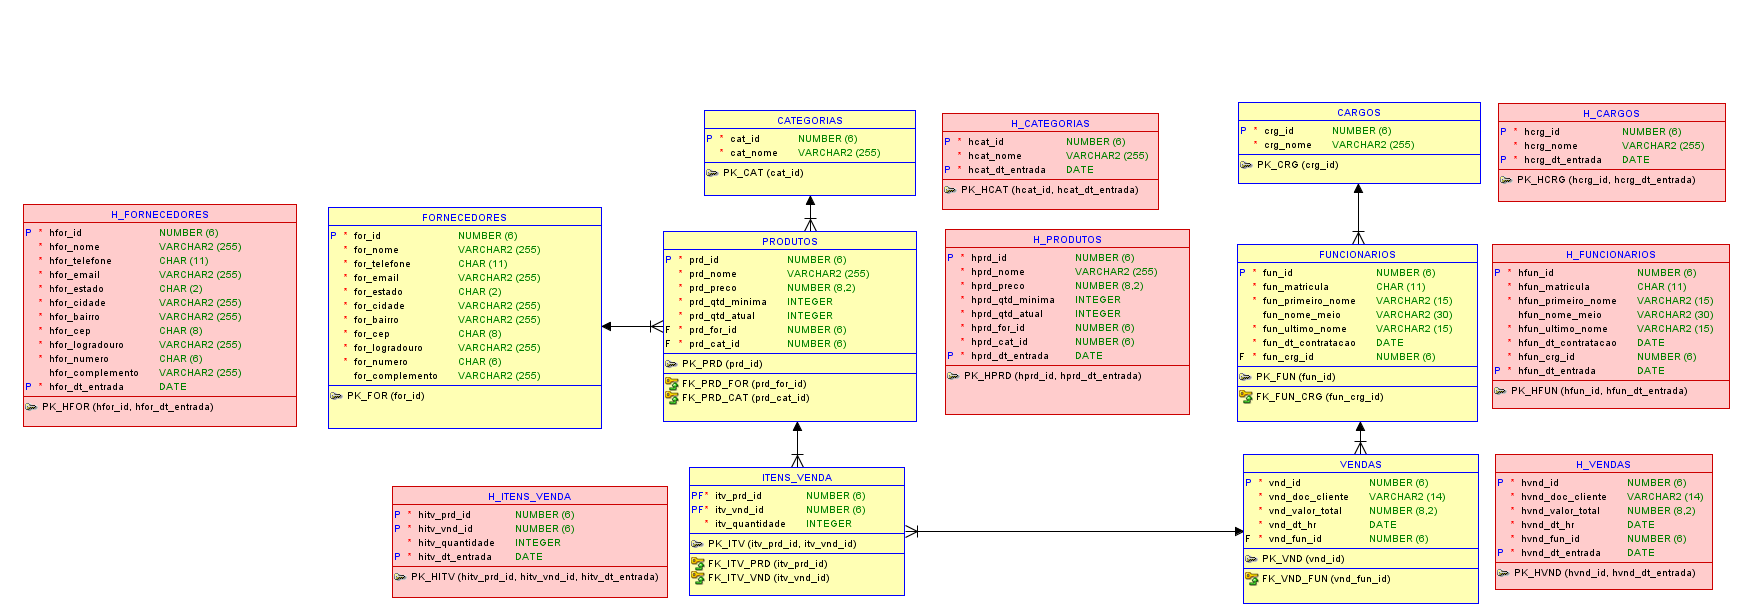 CATEGORIAS
P * cat_id NUMBER (6)
* cat_nome VARCHAR2 (255)
PK_CAT (cat_id)
H_CATEGORIAS
P * hcat_id NUMBER (6)
* hcat_nome VARCHAR2 (255)
P * hcat_dt_entrada DATE
PK_HCAT (hcat_id, hcat_dt_entrada)
CARGOS
P * crg_id NUMBER (6)
* crg_nome VARCHAR2 (255)
PK_CRG (crg_id)
H_CARGOS
P * hcrg_id NUMBER (6)
* hcrg_nome VARCHAR2 (255)
P * hcrg_dt_entrada DATE
PK_HCRG (hcrg_id, hcrg_dt_entrada)
H_FORNECEDORES
P * hfor_id NUMBER (6)
* hfor_nome VARCHAR2 (255)
* hfor_telefone CHAR (11)
* hfor_email VARCHAR2 (255)
* hfor_estado CHAR (2)
* hfor_cidade VARCHAR2 (255)
* hfor_bairro VARCHAR2 (255)
* hfor_cep CHAR (8)
* hfor_logradouro VARCHAR2 (255)
* hfor_numero CHAR (6)
hfor_complemento VARCHAR2 (255)
P * hfor_dt_entrada DATE
PK_HFOR (hfor_id, hfor_dt_entrada)
FORNECEDORES
P * for_id NUMBER (6)
* for_nome VARCHAR2 (255)
* for_telefone CHAR (11)
* for_email VARCHAR2 (255)
* for_estado CHAR (2)
* for_cidade VARCHAR2 (255)
* for_bairro VARCHAR2 (255)
* for_cep CHAR (8)
* for_logradouro VARCHAR2 (255)
* for_numero CHAR (6)
for_complemento VARCHAR2 (255)
PK_FOR (for_id)
PRODUTOS
P * prd_id NUMBER (6)
* prd_nome VARCHAR2 (255)
* prd_preco NUMBER (8,2)
* prd_qtd_minima INTEGER
* prd_qtd_atual INTEGER
F * prd_for_id NUMBER (6)
F * prd_cat_id NUMBER (6)
PK_PRD (prd_id)
FK_PRD_FOR (prd_for_id)
FK_PRD_CAT (prd_cat_id)
H_PRODUTOS
P * hprd_id NUMBER (6)
* hprd_nome VARCHAR2 (255)
* hprd_preco NUMBER (8,2)
* hprd_qtd_minima INTEGER
* hprd_qtd_atual INTEGER
* hprd_for_id NUMBER (6)
* hprd_cat_id NUMBER (6)
P * hprd_dt_entrada DATE
PK_HPRD (hprd_id, hprd_dt_entrada)
FUNCIONARIOS
P * fun_id NUMBER (6)
* fun_matricula CHAR (11)
* fun_primeiro_nome VARCHAR2 (15)
fun_nome_meio VARCHAR2 (30)
* fun_ultimo_nome VARCHAR2 (15)
* fun_dt_contratacao DATE
F * fun_crg_id NUMBER (6)
PK_FUN (fun_id)
FK_FUN_CRG (fun_crg_id)
H_FUNCIONARIOS
P * hfun_id NUMBER (6)
* hfun_matricula CHAR (11)
* hfun_primeiro_nome VARCHAR2 (15)
hfun_nome_meio VARCHAR2 (30)
* hfun_ultimo_nome VARCHAR2 (15)
* hfun_dt_contratacao DATE
* hfun_crg_id NUMBER (6)
P * hfun_dt_entrada DATE
PK_HFUN (hfun_id, hfun_dt_entrada)
H_ITENS_VENDA
P * hitv_prd_id NUMBER (6)
P * hitv_vnd_id NUMBER (6)
* hitv_quantidade INTEGER
P * hitv_dt_entrada DATE
PK_HITV (hitv_prd_id, hitv_vnd_id, hitv_dt_entrada)
ITENS_VENDA
PF* itv_prd_id NUMBER (6)
PF* itv_vnd_id NUMBER (6)
* itv_quantidade INTEGER
PK_ITV (itv_prd_id, itv_vnd_id)
FK_ITV_PRD (itv_prd_id)
FK_ITV_VND (itv_vnd_id)
VENDAS
P * vnd_id NUMBER (6)
* vnd_doc_cliente VARCHAR2 (14)
* vnd_valor_total NUMBER (8,2)
* vnd_dt_hr DATE
F * vnd_fun_id NUMBER (6)
PK_VND (vnd_id)
FK_VND_FUN (vnd_fun_id)
H_VENDAS
P * hvnd_id NUMBER (6)
* hvnd_doc_cliente VARCHAR2 (14)
* hvnd_valor_total NUMBER (8,2)
* hvnd_dt_hr DATE
* hvnd_fun_id NUMBER (6)
P * hvnd_dt_entrada DATE
PK_HVND (hvnd_id, hvnd_dt_entrada)